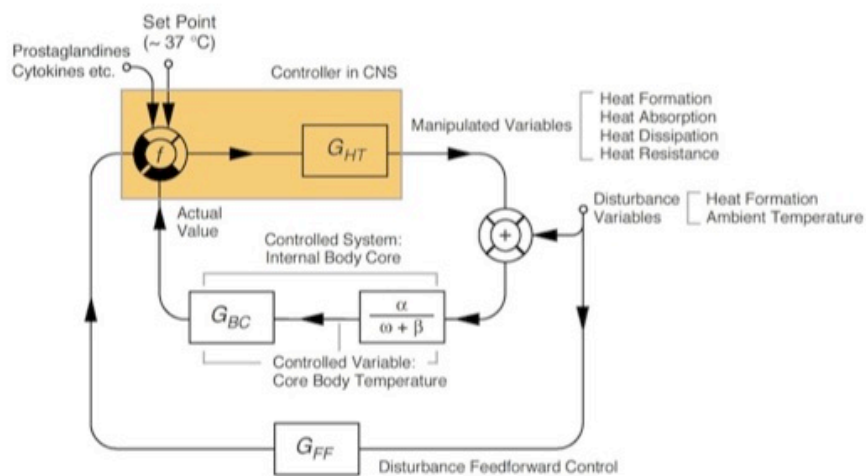 Set Point
(~ 37 °C)
Prostaglandines
Cytokines etc.
Controller in CNS
f
G_HT
Manipulated Variables
Heat Formation
Heat Absorption
Heat Dissipation
Heat Resistance
Disturbance
Variables
Heat Formation
Ambient Temperature
+
Actual
Value
Controlled System:
Internal Body Core
G_BC
α
ω + β
Controlled Variable:
Core Body Temperature
G_FF
Disturbance Feedforward Control